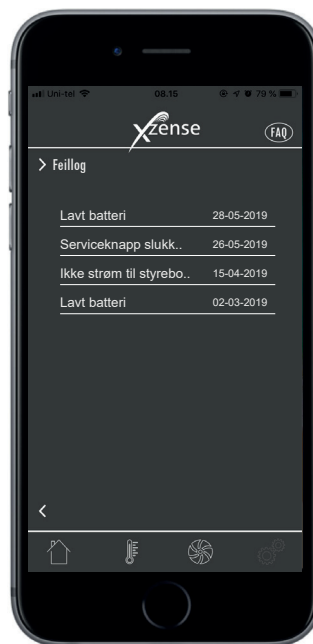 Uni-tel 08.15 79 %
xzense
FAQ
> Feillog
Lavt batteri 28-05-2019
Serviceknapp slukk.. 26-05-2019
Ikke strøm til styrebo.. 15-04-2019
Lavt batteri 02-03-2019
<